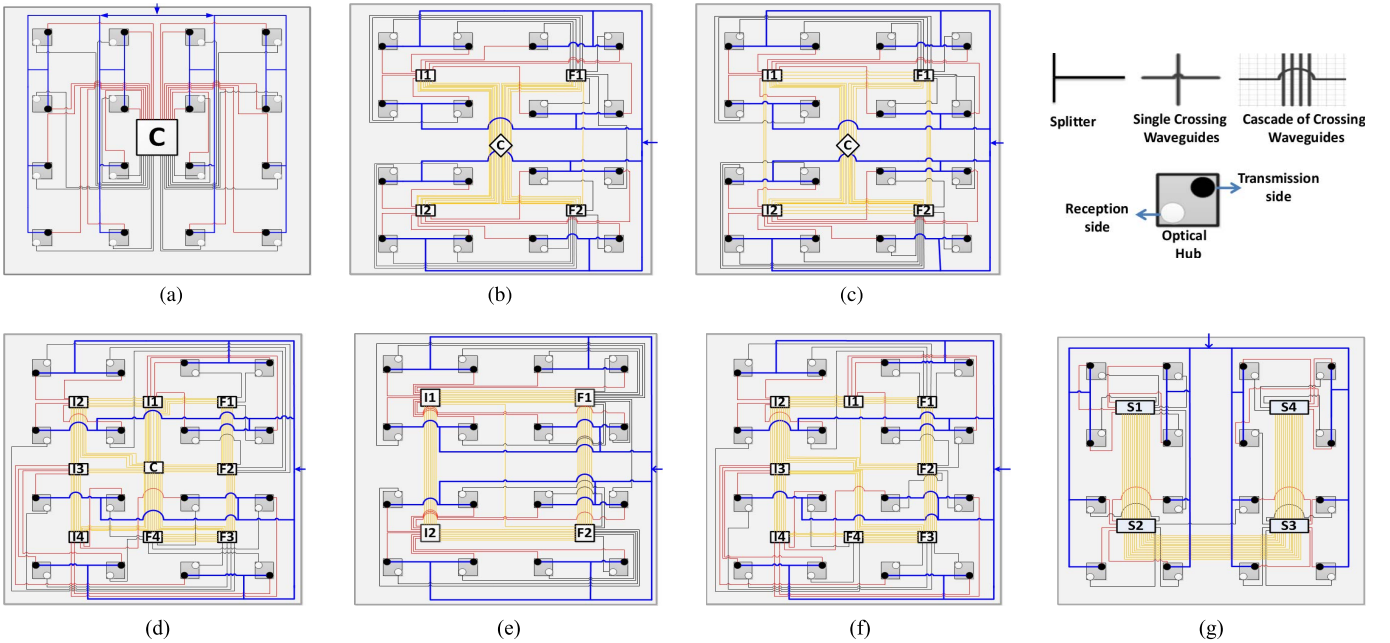 C
(a)
I1
F1
C
I2
F2
(b)
I1
F1
C
I2
F2
(c)
Splitter
Single Crossing
Waveguides
Cascade of Crossing
Waveguides
Transmission
side
Reception
side
Optical
Hub
I2
I1
F1
I3
C
F2
I4
F4
F3
(d)
I1
F1
I2
F2
(e)
I2
I1
F1
I3
F2
I4
F4
F3
(f)
S1
S4
S2
S3
(g)